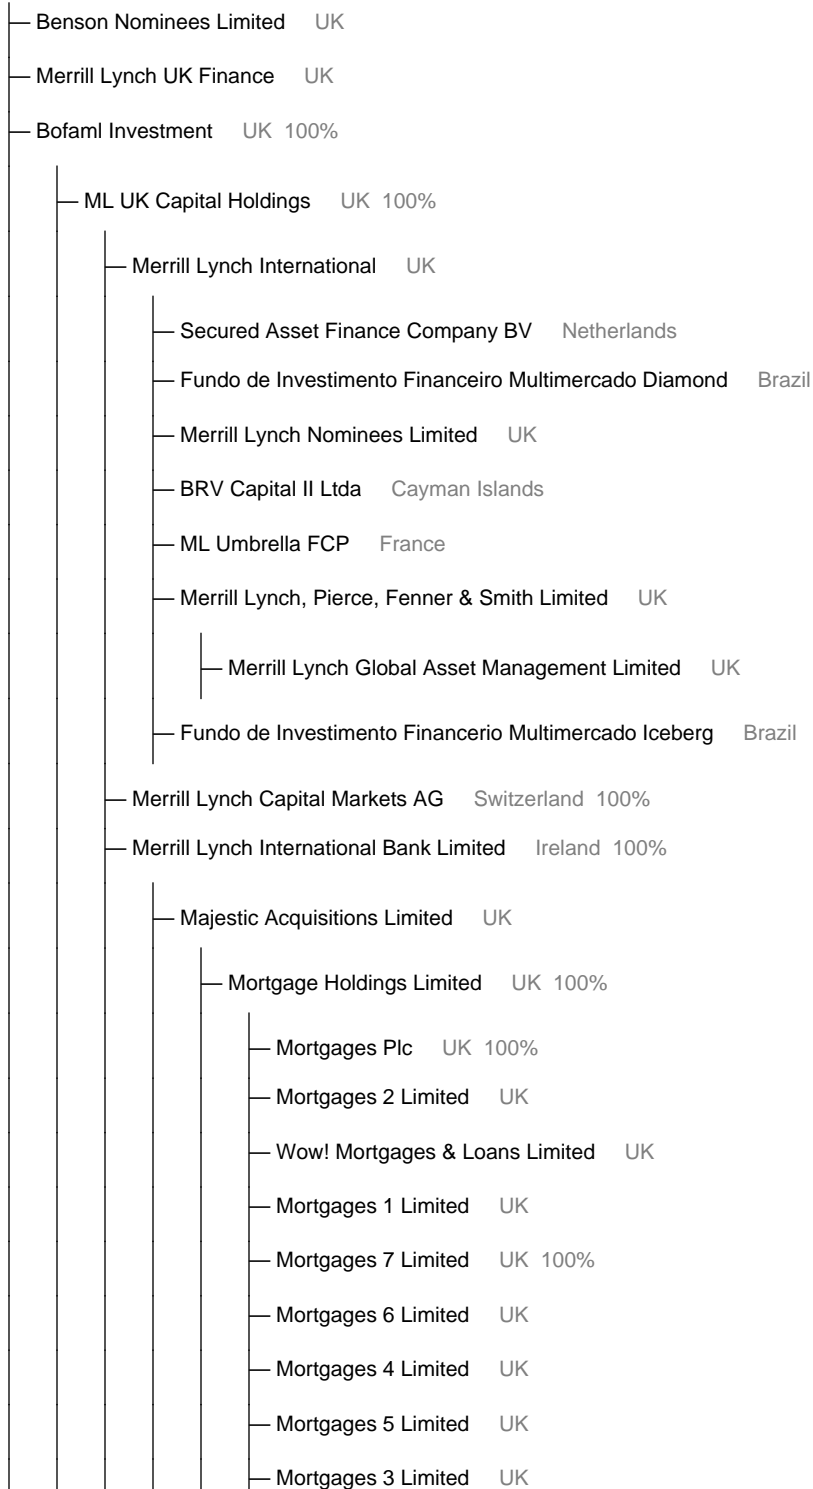 Benson Nominees Limited UK
Merrill Lynch UK Finance UK
Bofaml Investment UK 100%
ML UK Capital Holdings UK 100%
Merrill Lynch International UK
Secured Asset Finance Company BV Netherlands
Fundo de Investimento Financeiro Multimercado Diamond Brazil
Merrill Lynch Nominees Limited UK
BRV Capital II Ltda Cayman Islands
ML Umbrella FCP France
Merrill Lynch, Pierce, Fenner & Smith Limited UK
Merrill Lynch Global Asset Management Limited UK
Fundo de Investimento Financerio Multimercado Iceberg Brazil
Merrill Lynch Capital Markets AG Switzerland 100%
Merrill Lynch International Bank Limited Ireland 100%
Majestic Acquisitions Limited UK
Mortgage Holdings Limited UK 100%
Mortgages Plc UK 100%
Mortgages 2 Limited UK
Wow! Mortgages & Loans Limited UK
Mortgages 1 Limited UK
Mortgages 7 Limited UK 100%
Mortgages 6 Limited UK
Mortgages 4 Limited UK
Mortgages 5 Limited UK
Mortgages 3 Limited UK